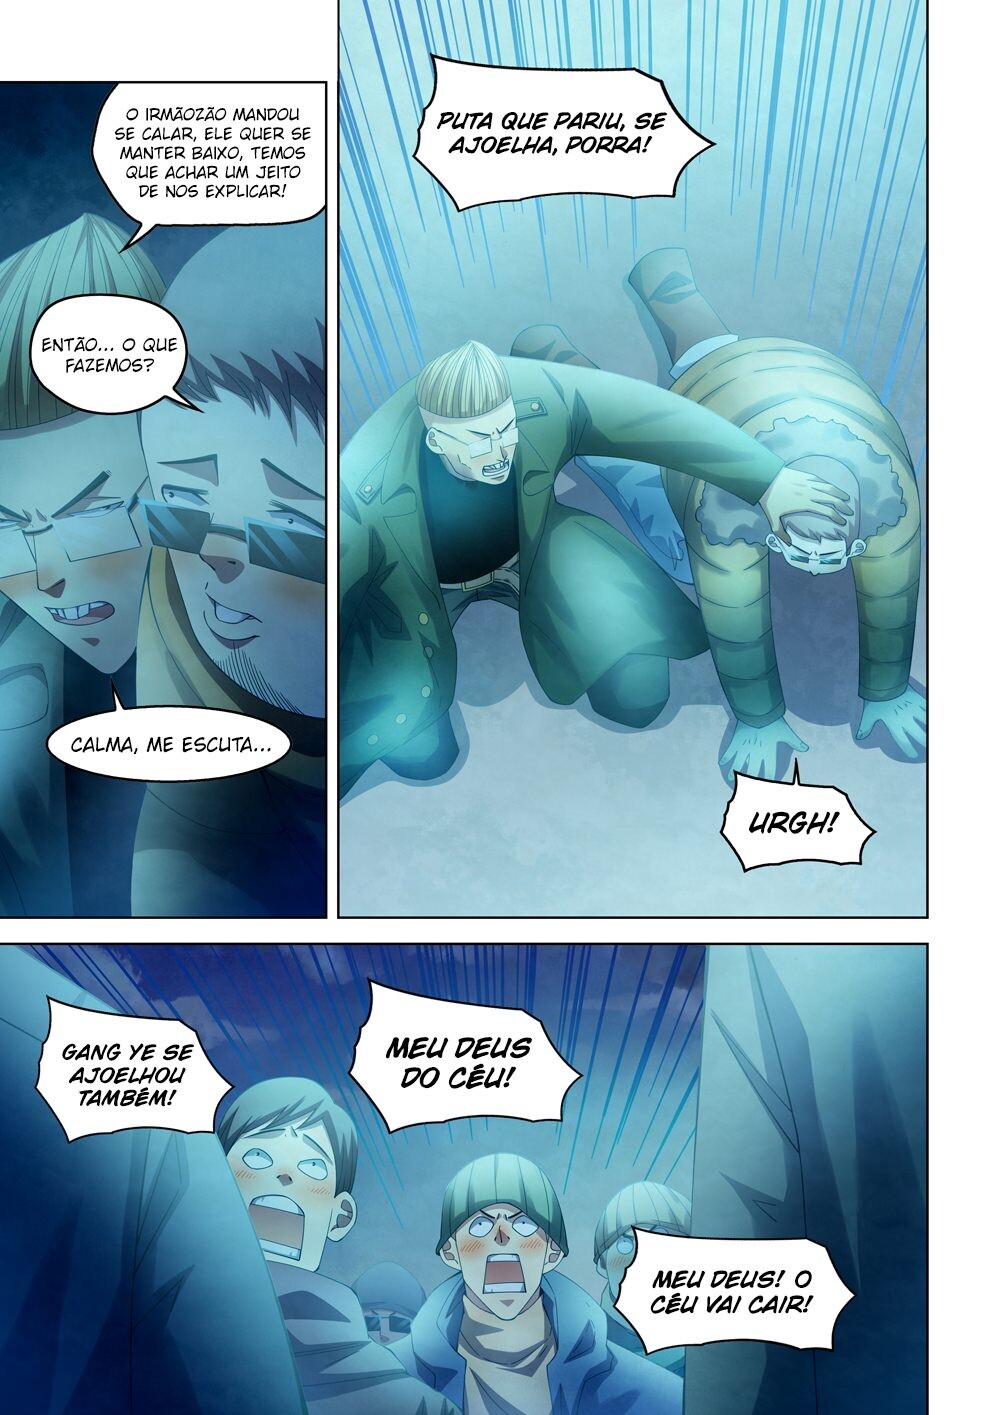 O IRMÃOZÃO MANDOU
SE CALAR, ELE QUER SE
MANTER BAIXO, TEMOS
QUE ACHAR UM JEITO
DE NOS EXPLICAR!
ENTÃO... O QUE
FAZEMOS?
CALMA, ME ESCUTA...
PUTA QUE PARIU, SE
AJOELHA, PORRA!
URGH!
GANG YE SE
AJOELHOU
TAMBÉM!
MEU DEUS
DO CÉU!
MEU DEUS! O
CÉU VAI CAIR!